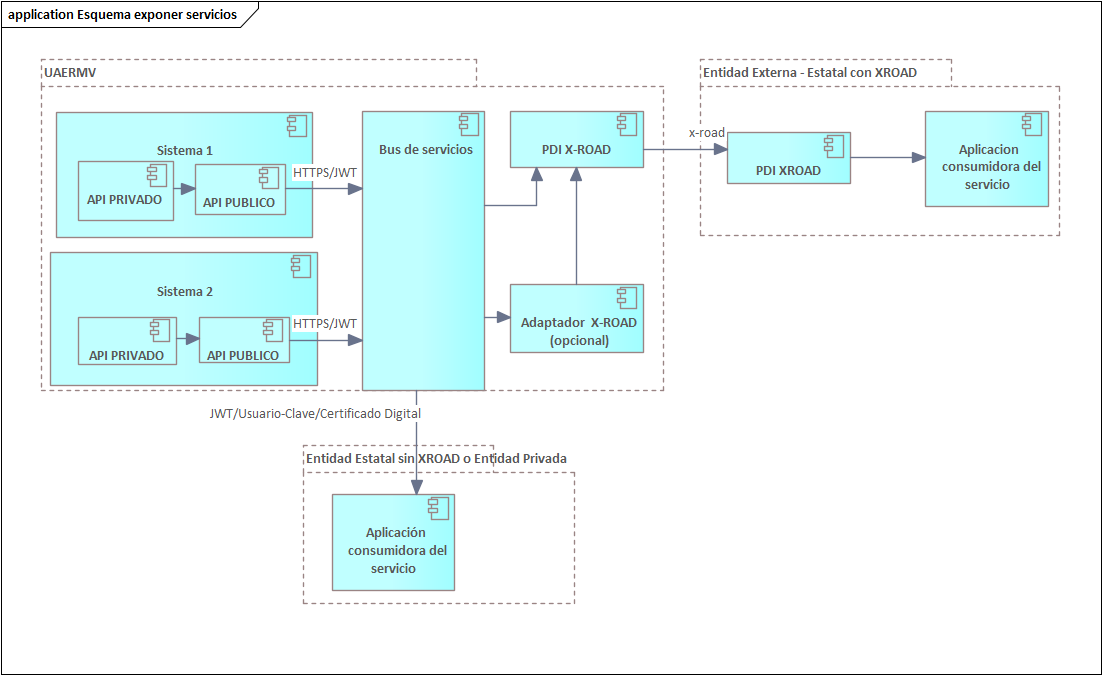 application Esquema exponer servicios
UAERMV
Sistema 1
API PRIVADO
API PUBLICO
HTTPS/JWT
Sistema 2
API PRIVADO
API PUBLICO
HTTPS/JWT
Bus de servicios
PDI X-ROAD
Adaptador X-ROAD
(opcional)
x-road
Entidad Externa - Estatal con XROAD
PDI XROAD
Aplicacion
consumidora del
servicio
JWT/Usuario-Clave/Certificado Digital
Entidad Estatal sin XROAD o Entidad Privada
Aplicación
consumidora del
servicio